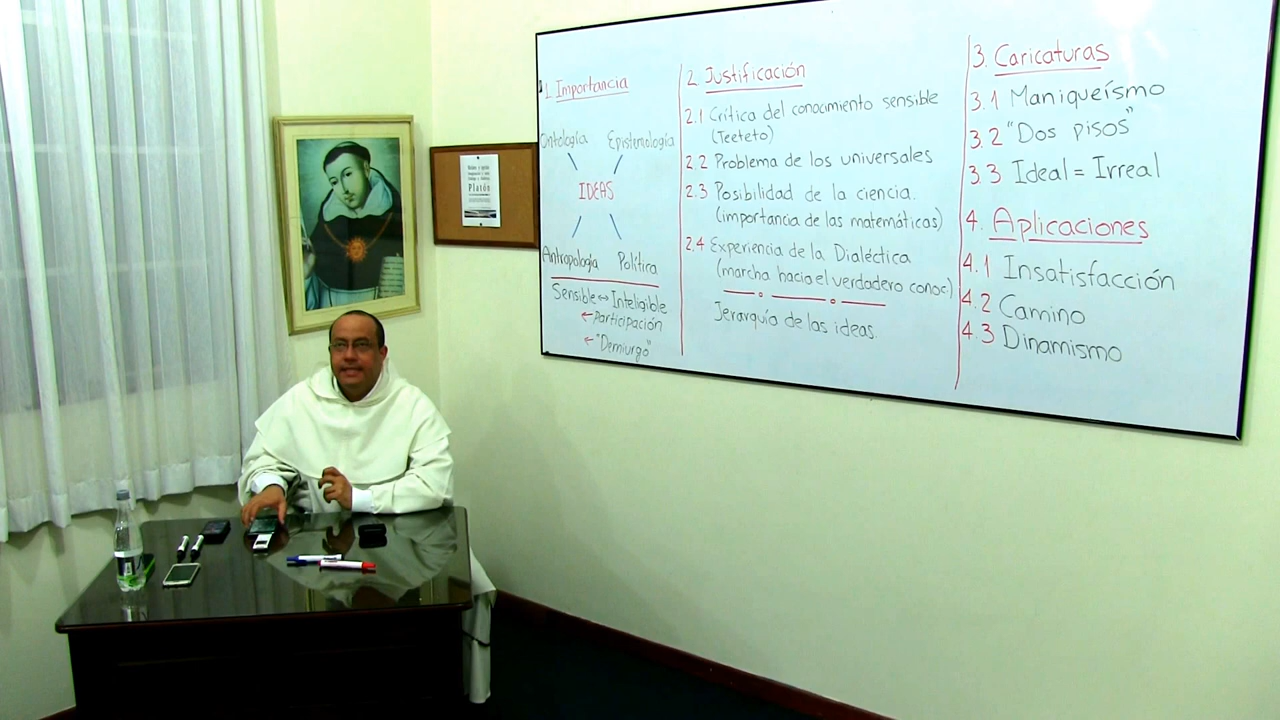 1. Importancia
Ontología Epistemología
IDEAS
Antropología Política
Sensible ↔ Inteligible
← Participación
← "Demiurgo"
2. Justificación
2.1 Crítica del conocimiento sensible
(Teeteto)
2.2 Problema de los universales
2.3 Posibilidad de la ciencia.
(importancia de las matemáticas)
2.4 Experiencia de la Dialéctica
(marcha hacia el verdadero conoc)
Jerarquía de las ideas.
3. Caricaturas
3.1 Maniqueísmo
3.2 "Dos pisos"
3.3 Ideal = Irreal
4. Aplicaciones
4.1 Insatisfacción
4.2 Camino
4.3 Dinamismo
Platón